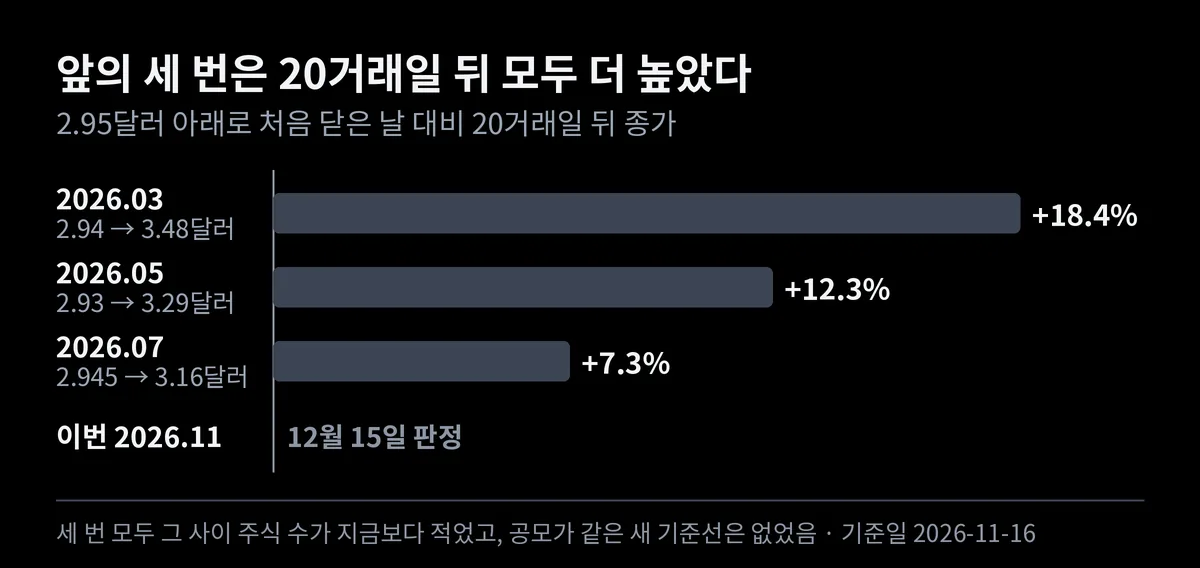 앞의 세 번은 20거래일 뒤 모두 더 높았다
2.95달러 아래로 처음 닫은 날 대비 20거래일 뒤 종가
2026.03
2.94 → 3.48달러
+18.4%
2026.05
2.93 → 3.29달러
+12.3%
2026.07
2.945 → 3.16달러
+7.3%
이번 2026.11
12월 15일 판정
세 번 모두 그 사이 주식 수가 지금보다 적었고, 공모가 같은 새 기준선은 없었음 · 기준일 2026-11-16